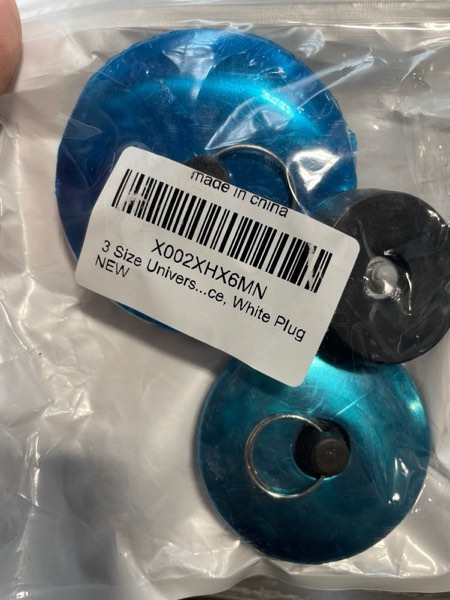 made in china
X002XHX6MN
3 Size Univers...ce, White Plug
NEW